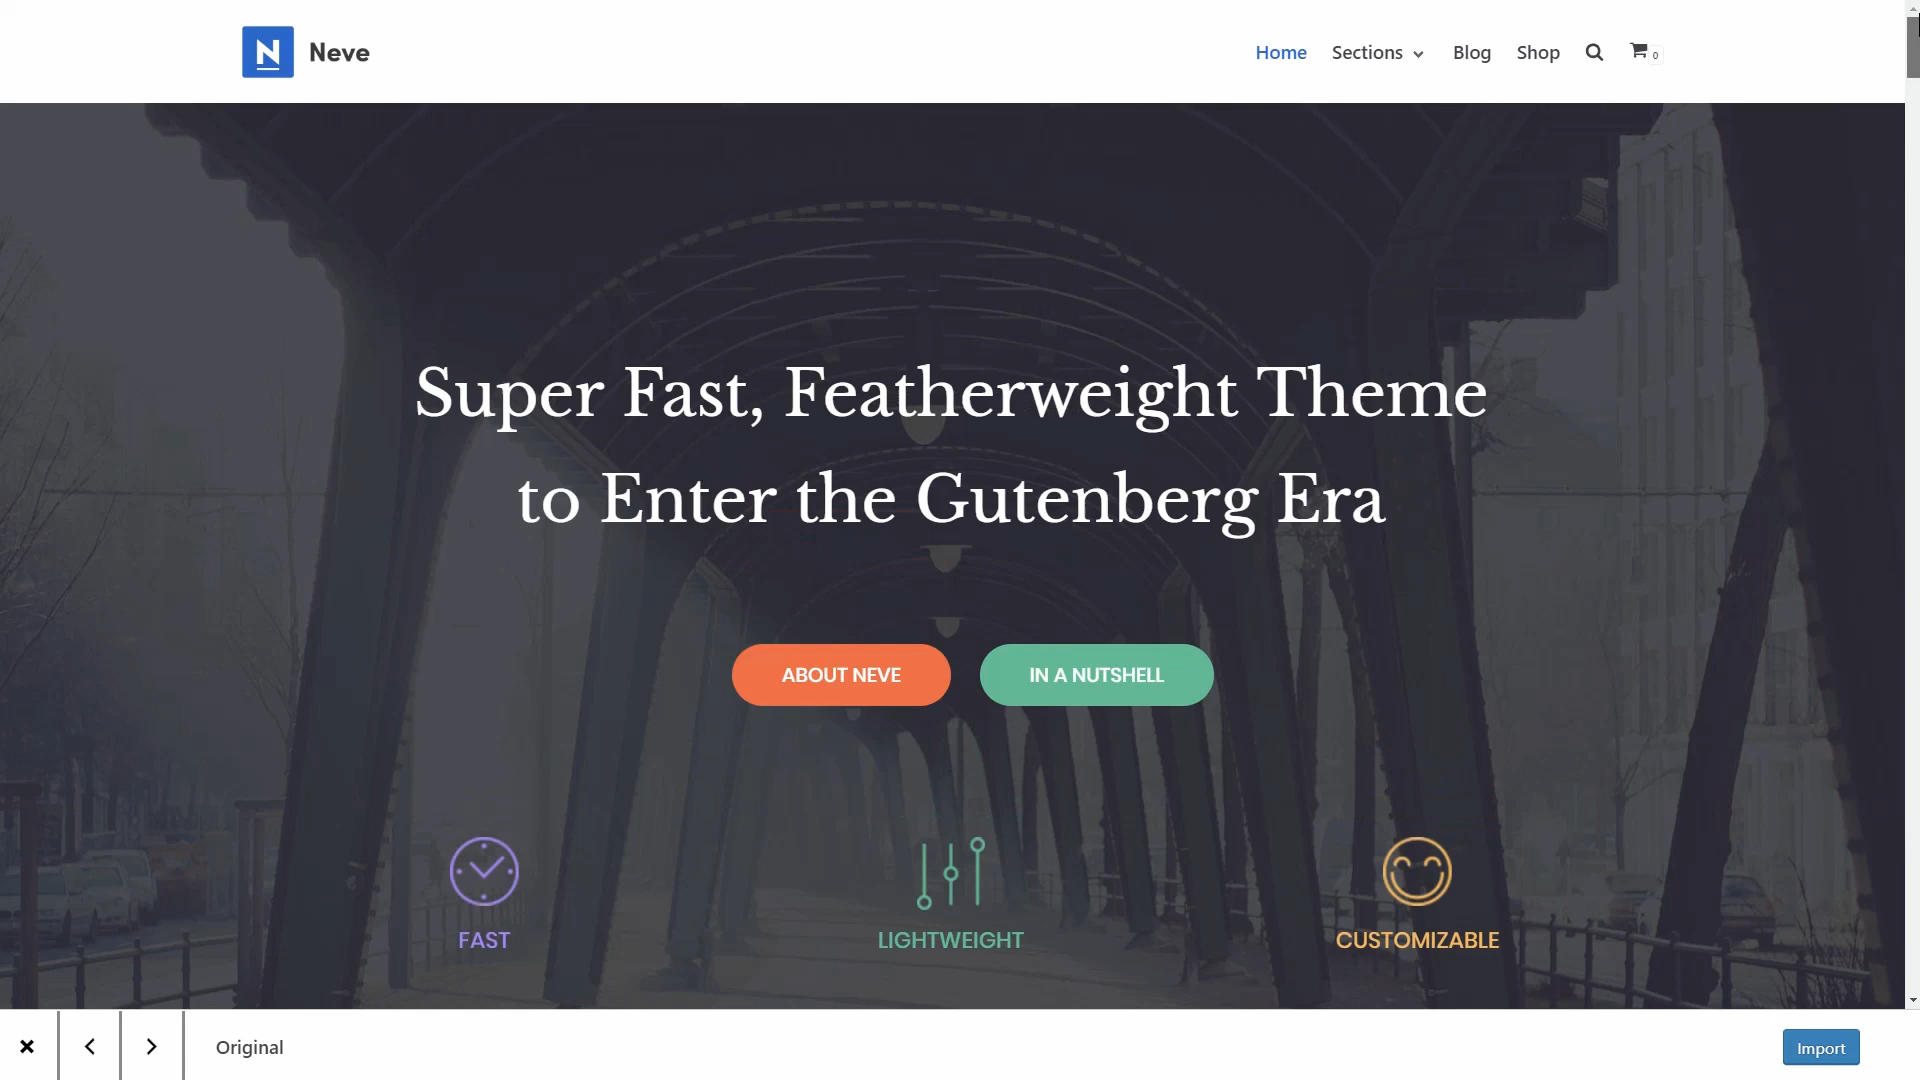 Neve
Home Sections Blog Shop 0
Super Fast, Featherweight Theme
to Enter the Gutenberg Era
ABOUT NEVE IN A NUTSHELL
FAST LIGHTWEIGHT CUSTOMIZABLE
Original Import